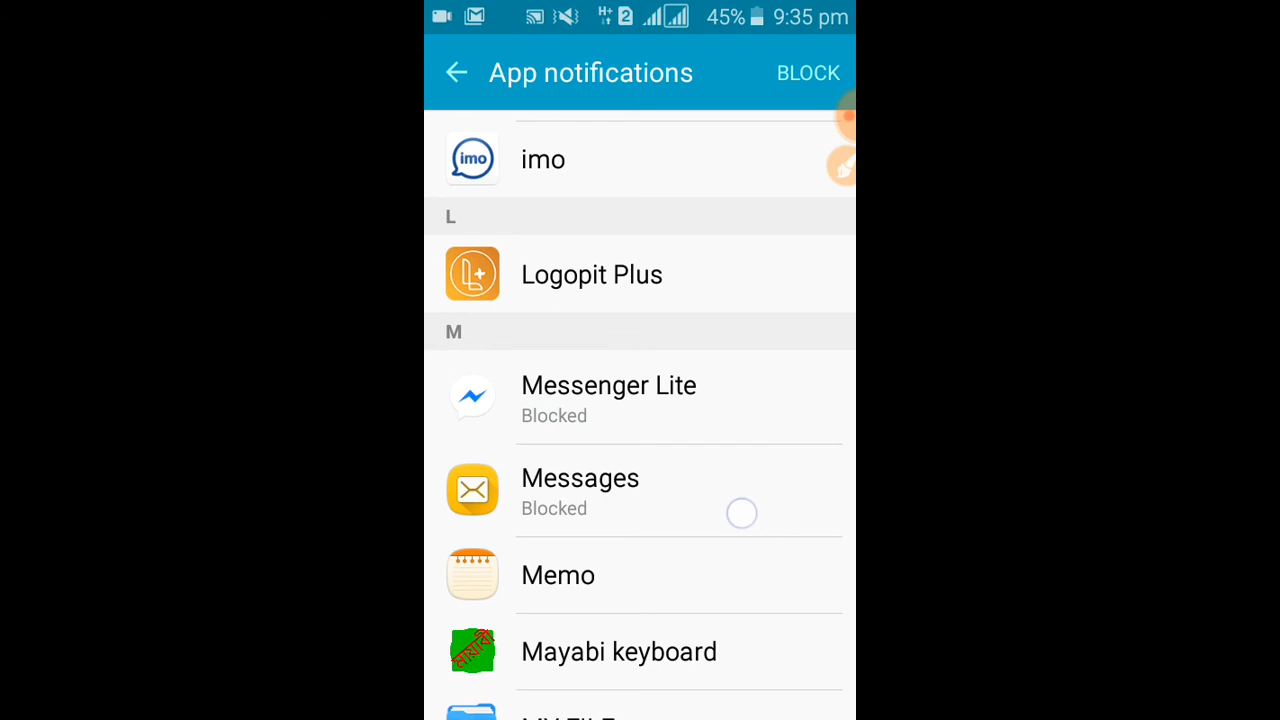 H+ 2 45% 9:35 pm
App notifications BLOCK
imo imo
L
L+ Logopit Plus
M
Messenger Lite
Blocked
Messages
Blocked
Memo
মায়াবী Mayabi keyboard